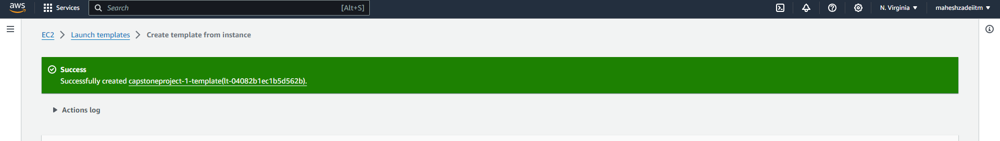 aws Services Search [Alt+S] N. Virginia maheshzadeiitm
EC2 Launch templates Create template from instance
Success
Successfully created capstoneproject-1-template(lt-04082b1ec1b5d562b).
Actions log